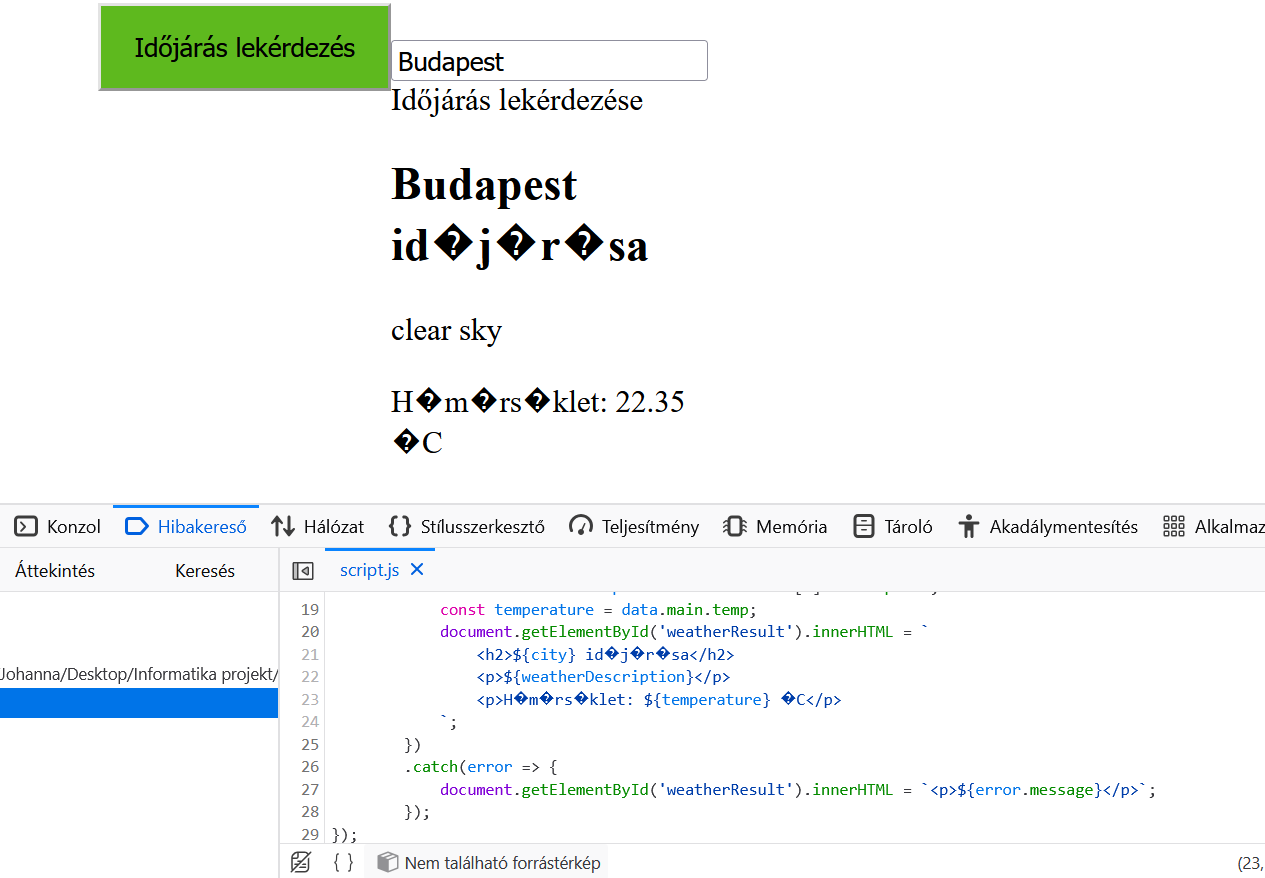 Időjárás lekérdezés
Budapest
Időjárás lekérdezése
Budapest
id�j�r�sa
clear sky
H�m�rs�klet: 22.35
�C
Konzol Hibakereső Hálózat Stílusszerkesztő Teljesítmény Memória Tároló Akadálymentesítés Alkalmaz
Áttekintés Keresés script.js
19 const temperature = data.main.temp;
20 document.getElementById('weatherResult').innerHTML = `
21 <h2>${city} id�j�r�sa</h2>
Johanna/Desktop/Informatika projekt/
22 <p>${weatherDescription}</p>
23 <p>H�m�rs�klet: ${temperature} �C</p>
24 `;
25 })
26 .catch(error => {
27 document.getElementById('weatherResult').innerHTML = `<p>${error.message}</p>`;
28 });
29 });
{ } Nem található forrástérkép (23,